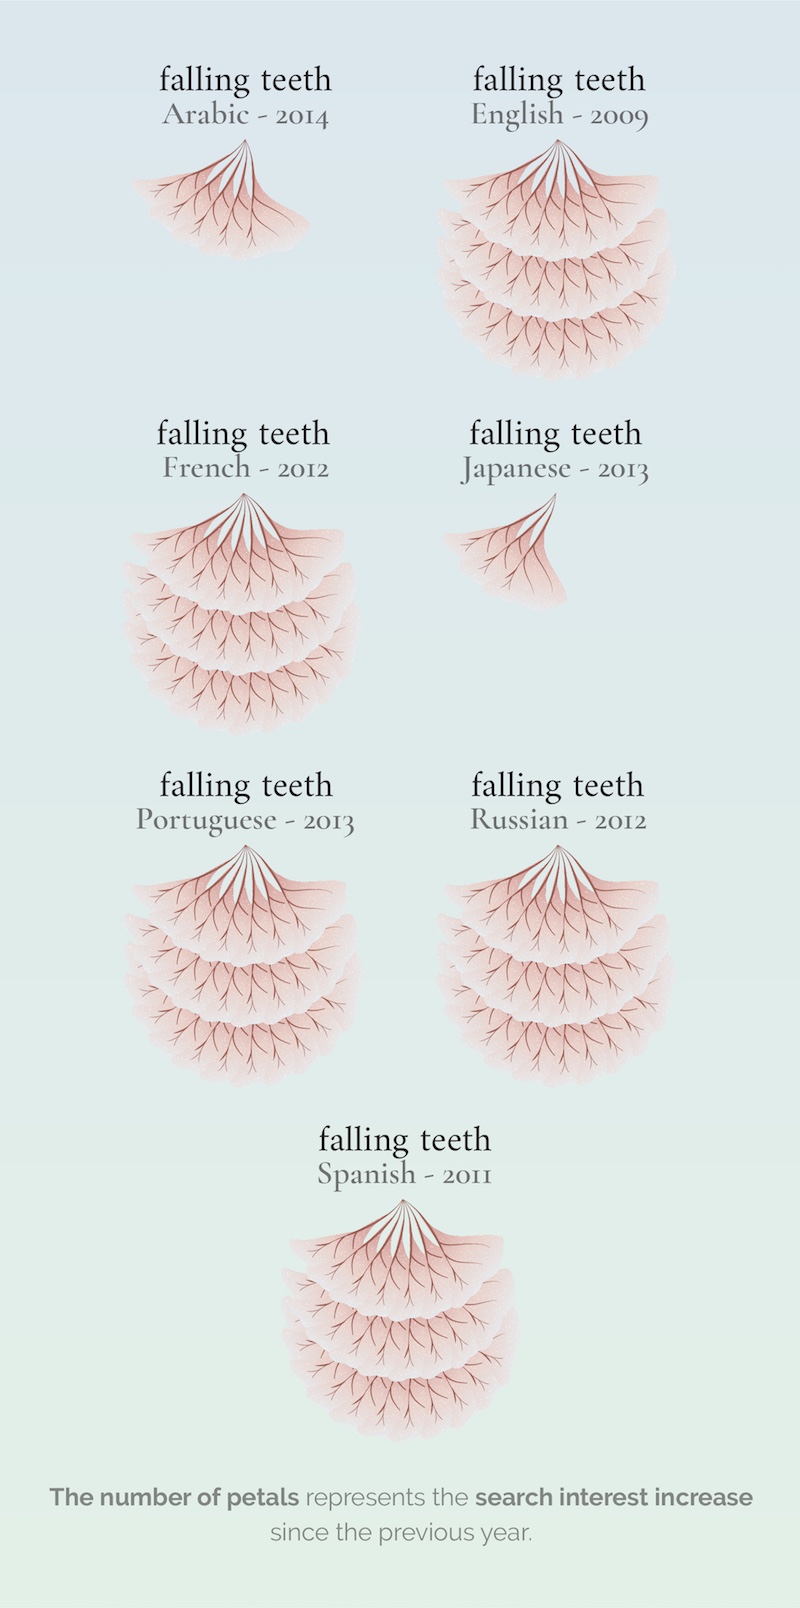 falling teeth
Arabic - 2014
falling teeth
English - 2009
falling teeth
French - 2012
falling teeth
Japanese - 2013
falling teeth
Portuguese - 2013
falling teeth
Russian - 2012
falling teeth
Spanish - 2011
The number of petals represents the search interest increase
since the previous year.